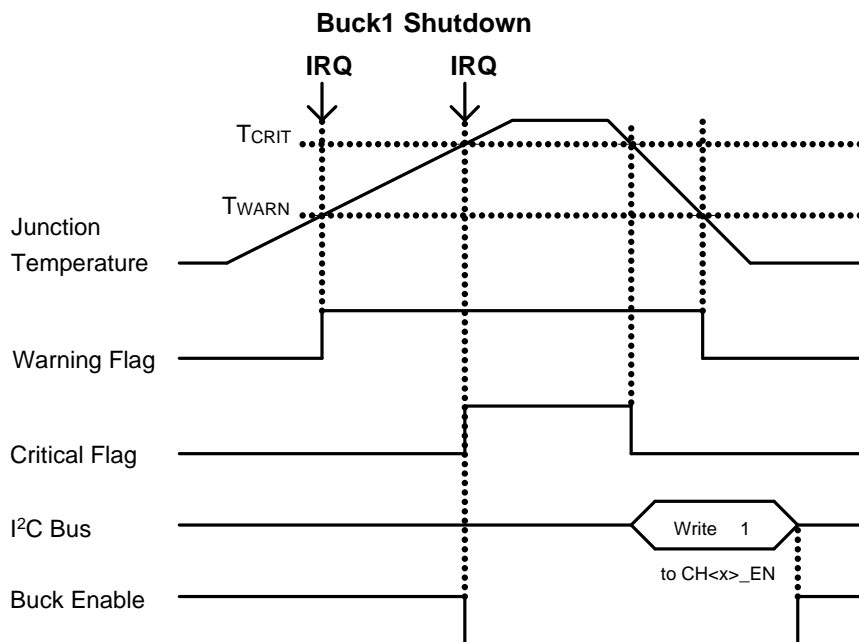 Buck1 Shutdown
IRQ IRQ
TCRIT
TWARN
Junction
Temperature
Warning Flag
Critical Flag
I²C Bus
Write 1
to CH<x>_EN
Buck Enable